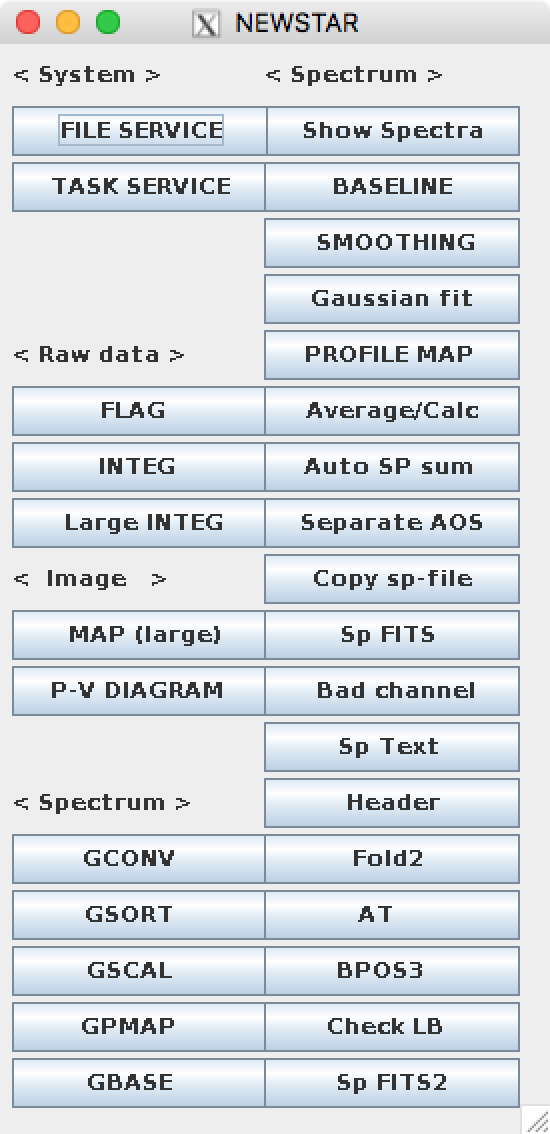 NEWSTAR
< System > < Spectrum >
FILE SERVICE Show Spectra
TASK SERVICE BASELINE
SMOOTHING
Gaussian fit
< Raw data > PROFILE MAP
FLAG Average/Calc
INTEG Auto SP sum
Large INTEG Separate AOS
< Image > Copy sp-file
MAP (large) Sp FITS
P-V DIAGRAM Bad channel
Sp Text
< Spectrum > Header
GCONV Fold2
GSORT AT
GSCAL BPOS3
GPMAP Check LB
GBASE Sp FITS2